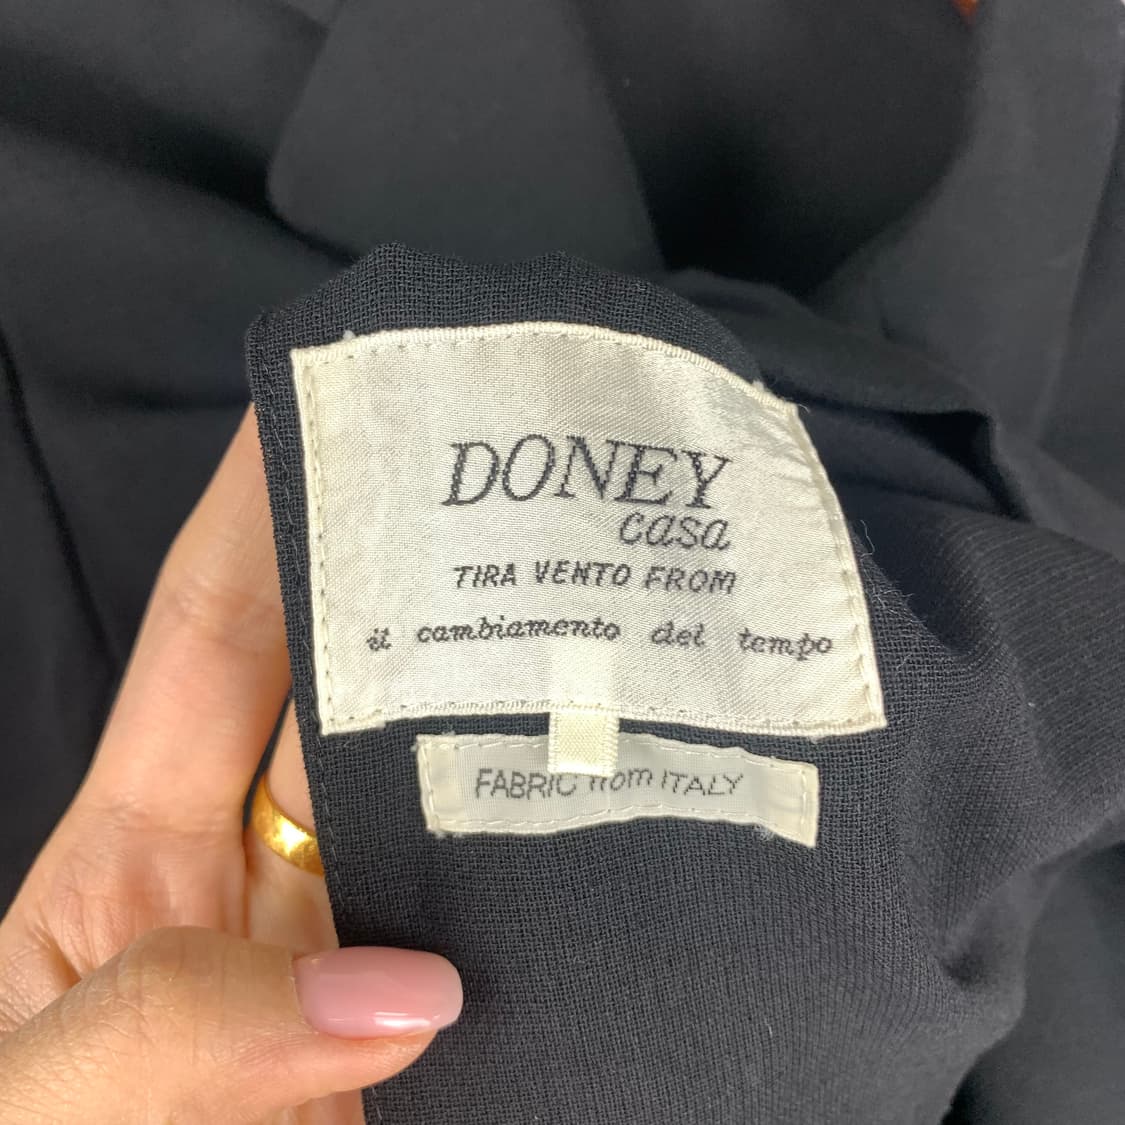 DONEY
casa
TIRA VENTO FROM
il cambiamento del tempo
FABRIC from ITALY